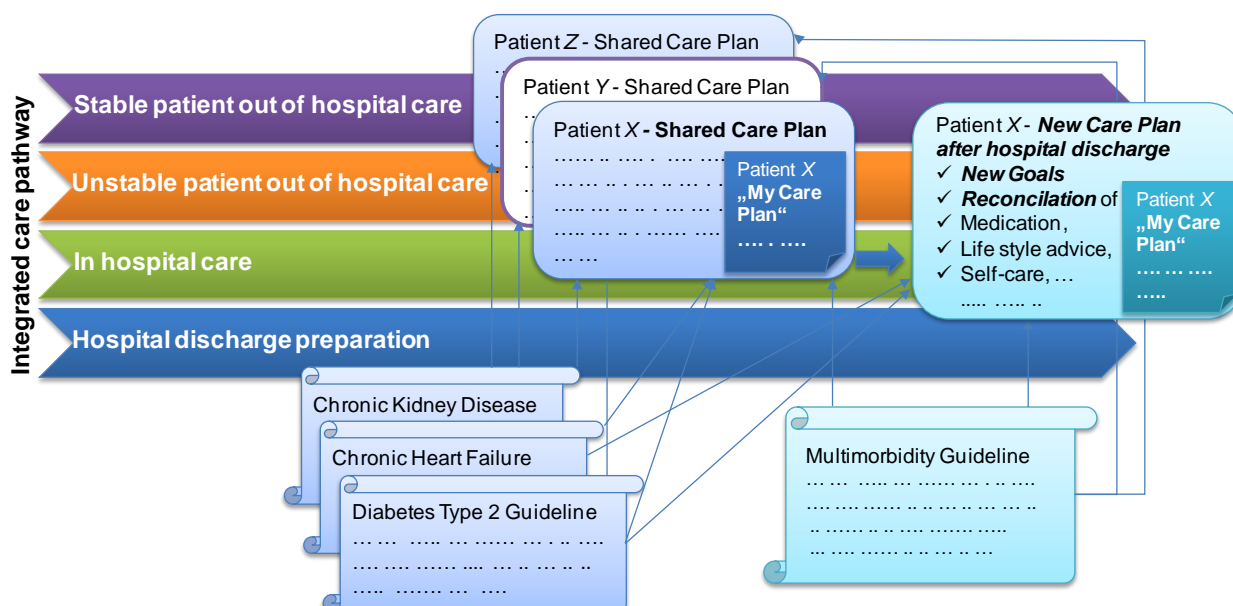 Integrated care pathway
Patient Z - Shared Care Plan
Stable patient out of hospital care
Patient Y - Shared Care Plan
Patient X - Shared Care Plan
Patient X
„My Care
Plan“
Unstable patient out of hospital care
In hospital care
Hospital discharge preparation
Patient X - New Care Plan
after hospital discharge
✓ New Goals
✓ Reconcilation of
✓ Medication,
✓ Life style advice,
✓ Self-care, …
Patient X
„My Care
Plan“
Chronic Kidney Disease
Chronic Heart Failure
Diabetes Type 2 Guideline
Multimorbidity Guideline